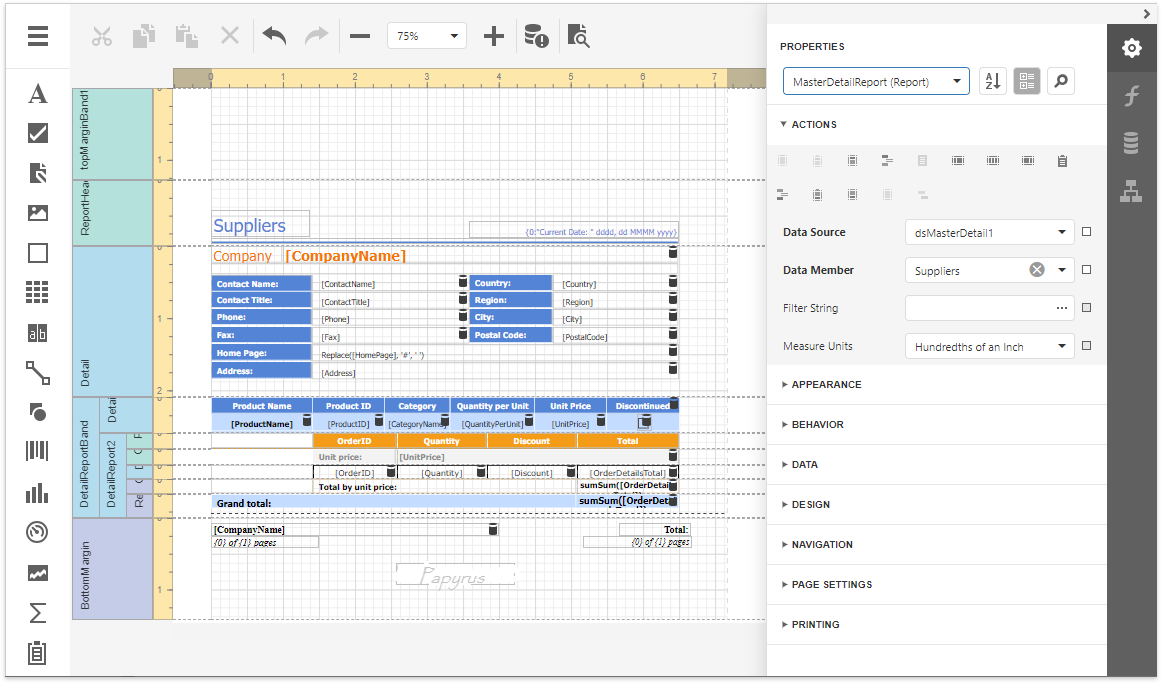 75%
PROPERTIES
MasterDetailReport (Report)
ACTIONS
Data Source
dsMasterDetail1
Data Member
Suppliers
Filter String
Measure Units
Hundredths of an Inch
APPEARANCE
BEHAVIOR
DATA
DESIGN
NAVIGATION
PAGE SETTINGS
PRINTING
0 1 2 3 4 5 6 7
topMarginBand1
ReportHea
Detail
DetailReportBand
Detai
DetailReport2
BottomMargin
Suppliers
{0:"Current Date: " dddd, dd MMMM yyyy}
Company [CompanyName]
Contact Name: [ContactName] Country: [Country]
Contact Title: [ContactTitle] Region: [Region]
Phone: [Phone] City: [City]
Fax: [Fax] Postal Code: [PostalCode]
Home Page: Replace([HomePage], '#', ' ')
Address: [Address]
Product Name Product ID Category Quantity per Unit Unit Price Discontinued
[ProductName] [ProductID] [CategoryName [QuantityPerUnit] [UnitPrice]
OrderID Quantity Discount Total
Unit price: [UnitPrice]
[OrderID] [Quantity] [Discount] [OrderDetailsTotal]
Total by unit price: sumSum([OrderDetai
Grand total: sumSum([OrderDeta
[CompanyName] Total:
{0} of {1} pages {0} of {1} pages
Papyrus